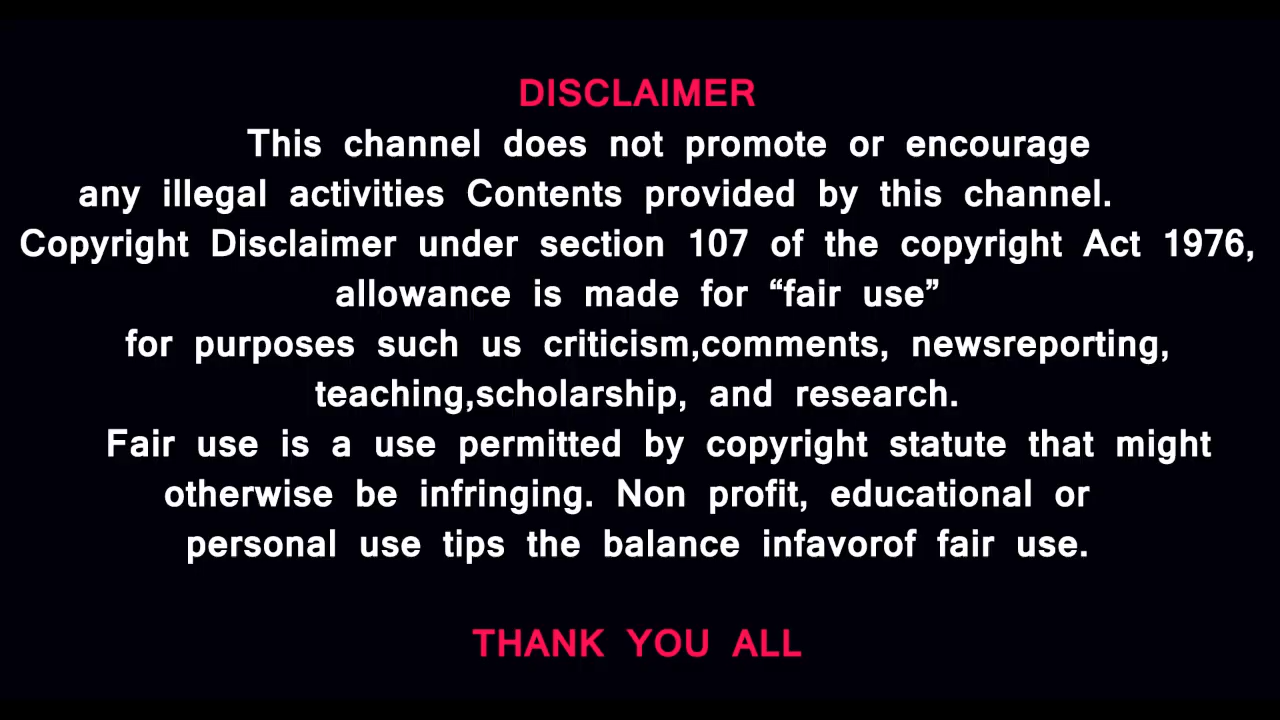 DISCLAIMER
This channel does not promote or encourage
any illegal activities Contents provided by this channel.
Copyright Disclaimer under section 107 of the copyright Act 1976,
allowance is made for “fair use”
for purposes such us criticism,comments, newsreporting,
teaching,scholarship, and research.
Fair use is a use permitted by copyright statute that might
otherwise be infringing. Non profit, educational or
personal use tips the balance infavorof fair use.
THANK YOU ALL